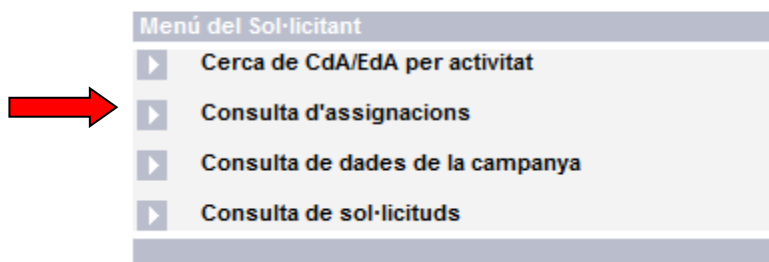 Menú del Sol·licitant
Cerca de CdA/EdA per activitat
Consulta d'assignacions
Consulta de dades de la campanya
Consulta de sol·licituds